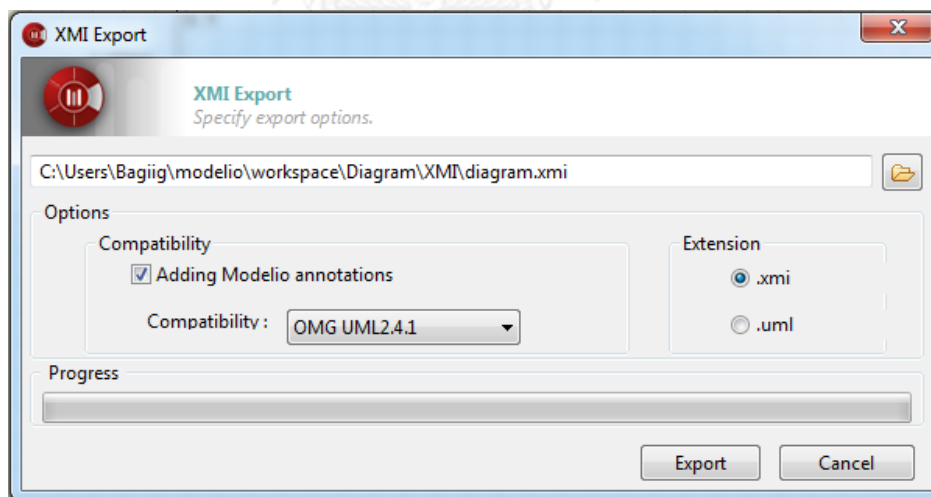 XMI Export
XMI Export
Specify export options.
C:\Users\Bagiig\modelio\workspace\Diagram\XMI\diagram.xmi
Options
Compatibility
Extension
Adding Modelio annotations
.xmi
Compatibility :
OMG UML2.4.1
.uml
Progress
Export
Cancel